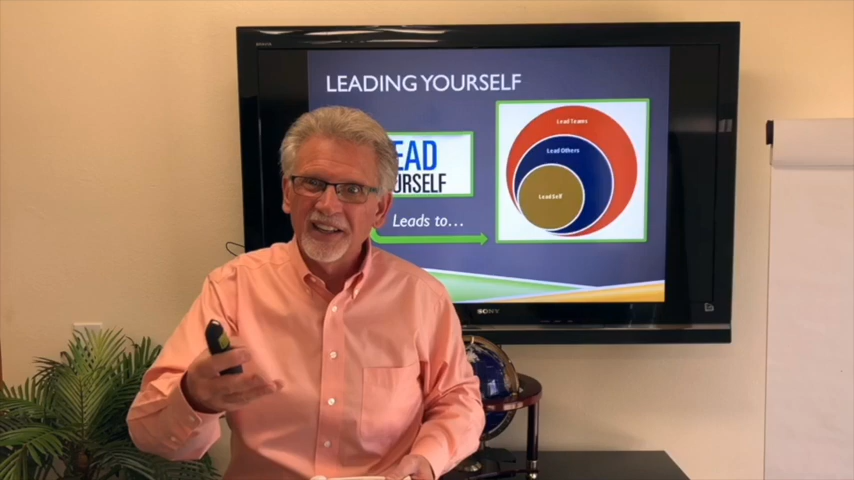 LEADING YOURSELF
EAD
URSELF
Leads to...
Lead Teams
Lead Others
Lead Self
SONY